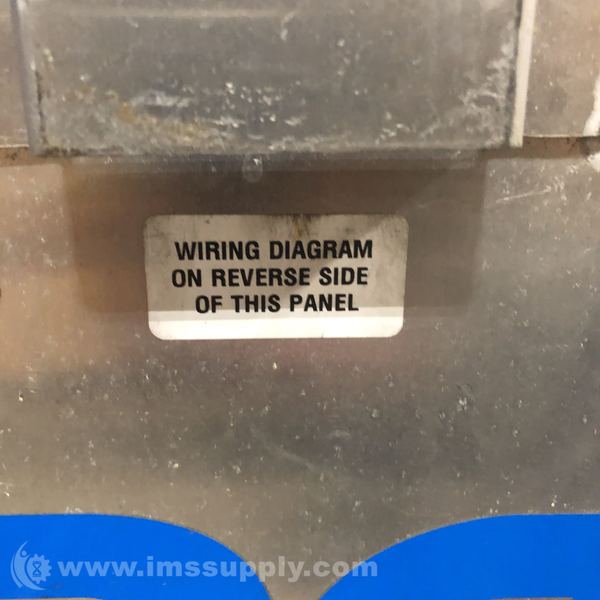 WIRING DIAGRAM
ON REVERSE SIDE
OF THIS PANEL
www.imssupply.com